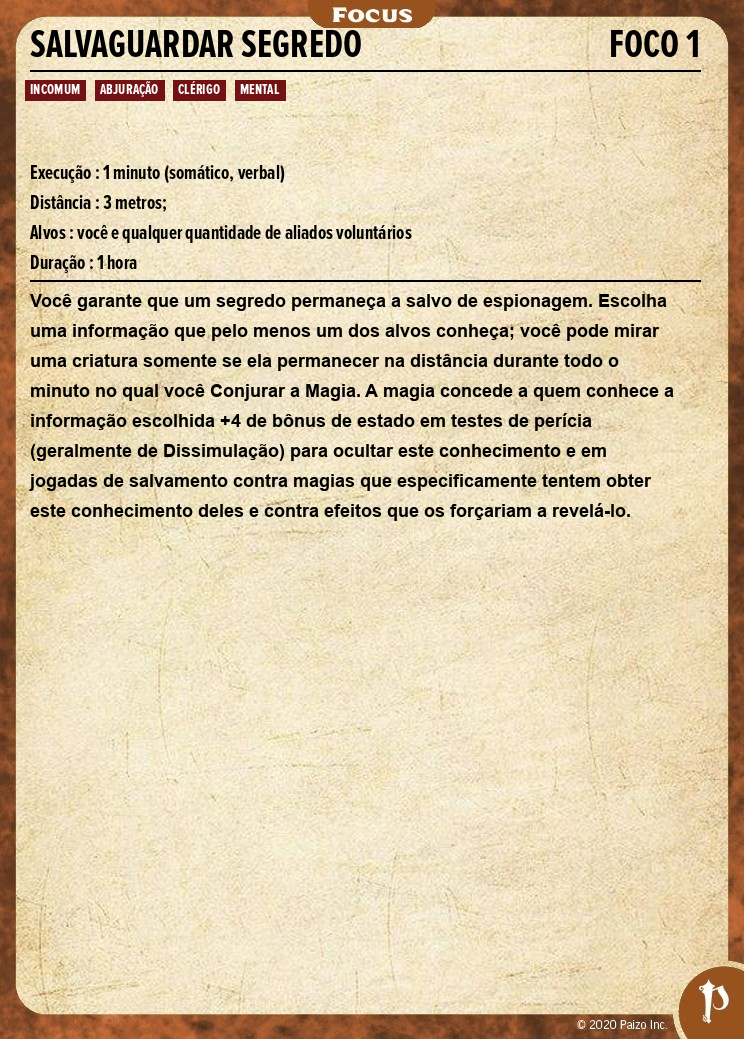 Focus
SALVAGUARDAR SEGREDO FOCO 1
INCOMUM ABJURAÇÃO CLÉRIGO MENTAL
Execução : 1 minuto (somático, verbal)
Distância : 3 metros;
Alvos : você e qualquer quantidade de aliados voluntários
Duração : 1 hora
Você garante que um segredo permaneça a salvo de espionagem. Escolha
uma informação que pelo menos um dos alvos conheça; você pode mirar
uma criatura somente se ela permanecer na distância durante todo o
minuto no qual você Conjurar a Magia. A magia concede a quem conhece a
informação escolhida +4 de bônus de estado em testes de perícia
(geralmente de Dissimulação) para ocultar este conhecimento e em
jogadas de salvamento contra magias que especificamente tentem obter
este conhecimento deles e contra efeitos que os forçariam a revelá-lo.
© 2020 Paizo Inc.
P